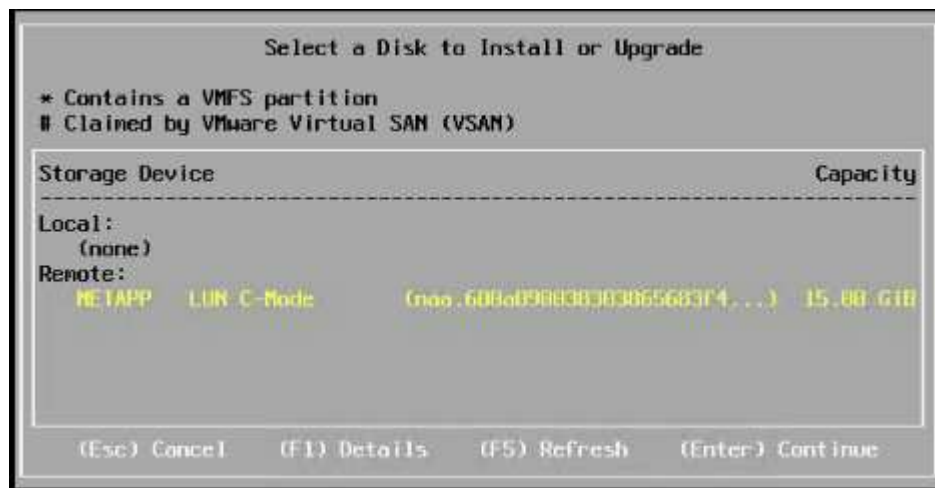 Select a Disk to Install or Upgrade
* Contains a VMFS partition
# Claimed by VMware Virtual SAN (VSAN)
Storage Device Capacity
Local:
(none)
Remote:
NETAPP LUN C-Mode 15.00 GiB
(Esc) Cancel (F1) Details (F5) Refresh (Enter) Continue